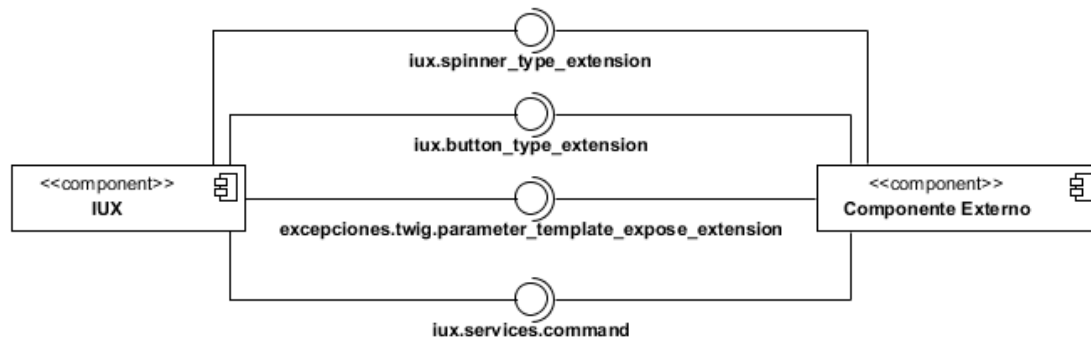 iux.spinner_type_extension
iux.button_type_extension
<<component>>
IUX
<<component>>
Componente Externo
excepciones.twig.parameter_template_expose_extension
iux.services.command